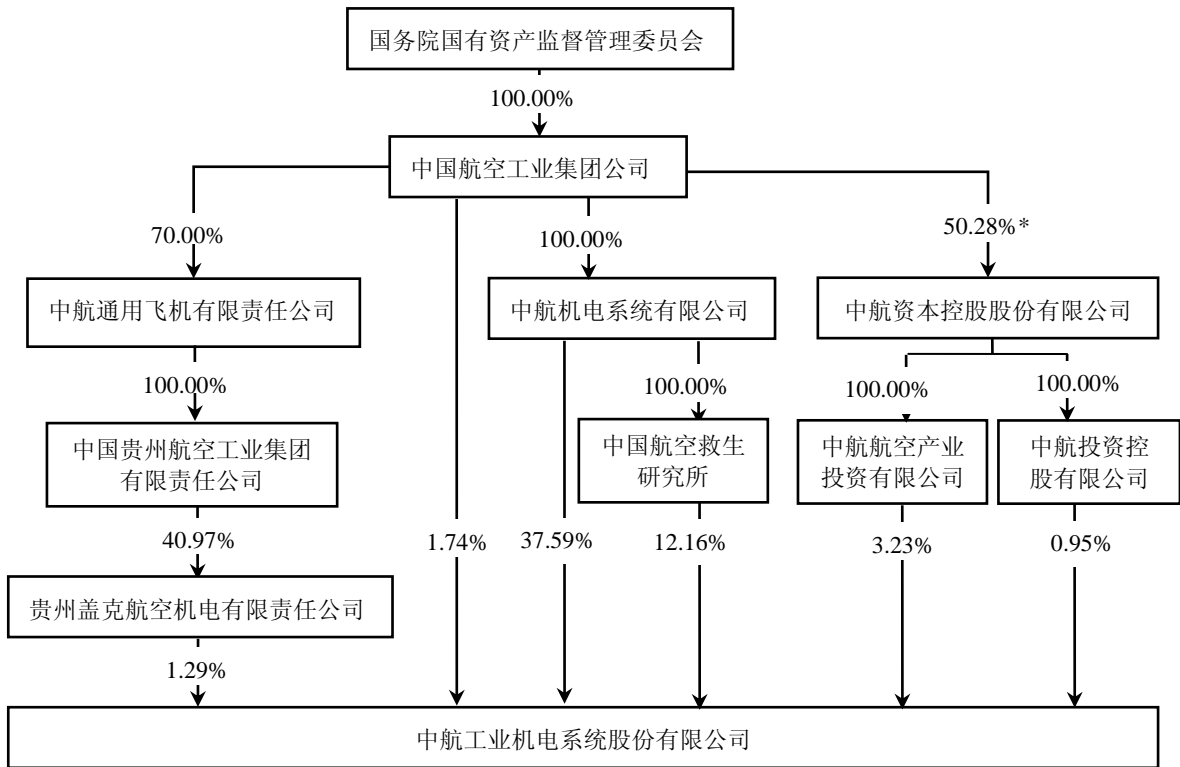 国务院国有资产监督管理委员会
100.00%
中国航空工业集团公司
70.00%
100.00%
50.28%*
中航通用飞机有限责任公司
中航机电系统有限公司
中航资本控股股份有限公司
100.00%
100.00%
100.00%
100.00%
中国贵州航空工业集团
有限责任公司
中国航空救生
研究所
中航航空产业
投资有限公司
中航投资控
股有限公司
40.97%
1.74%
37.59%
12.16%
3.23%
0.95%
贵州盖克航空机电有限责任公司
1.29%
中航工业机电系统股份有限公司